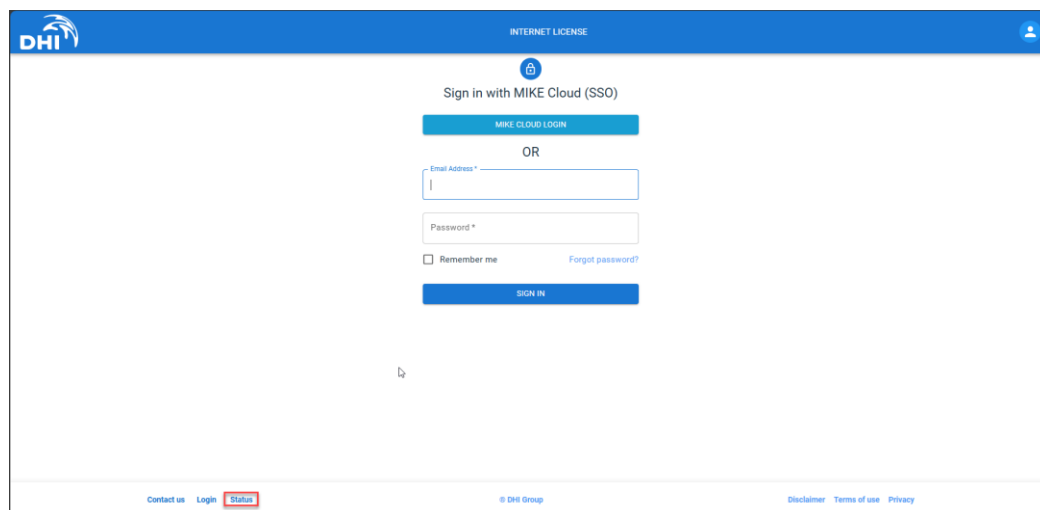 DHI
INTERNET LICENSE
Sign in with MIKE Cloud (SSO)
MIKE CLOUD LOGIN
OR
Email Address *
Password *
Remember me Forgot password?
SIGN IN
Contact us Login Status © DHI Group Disclaimer Terms of use Privacy